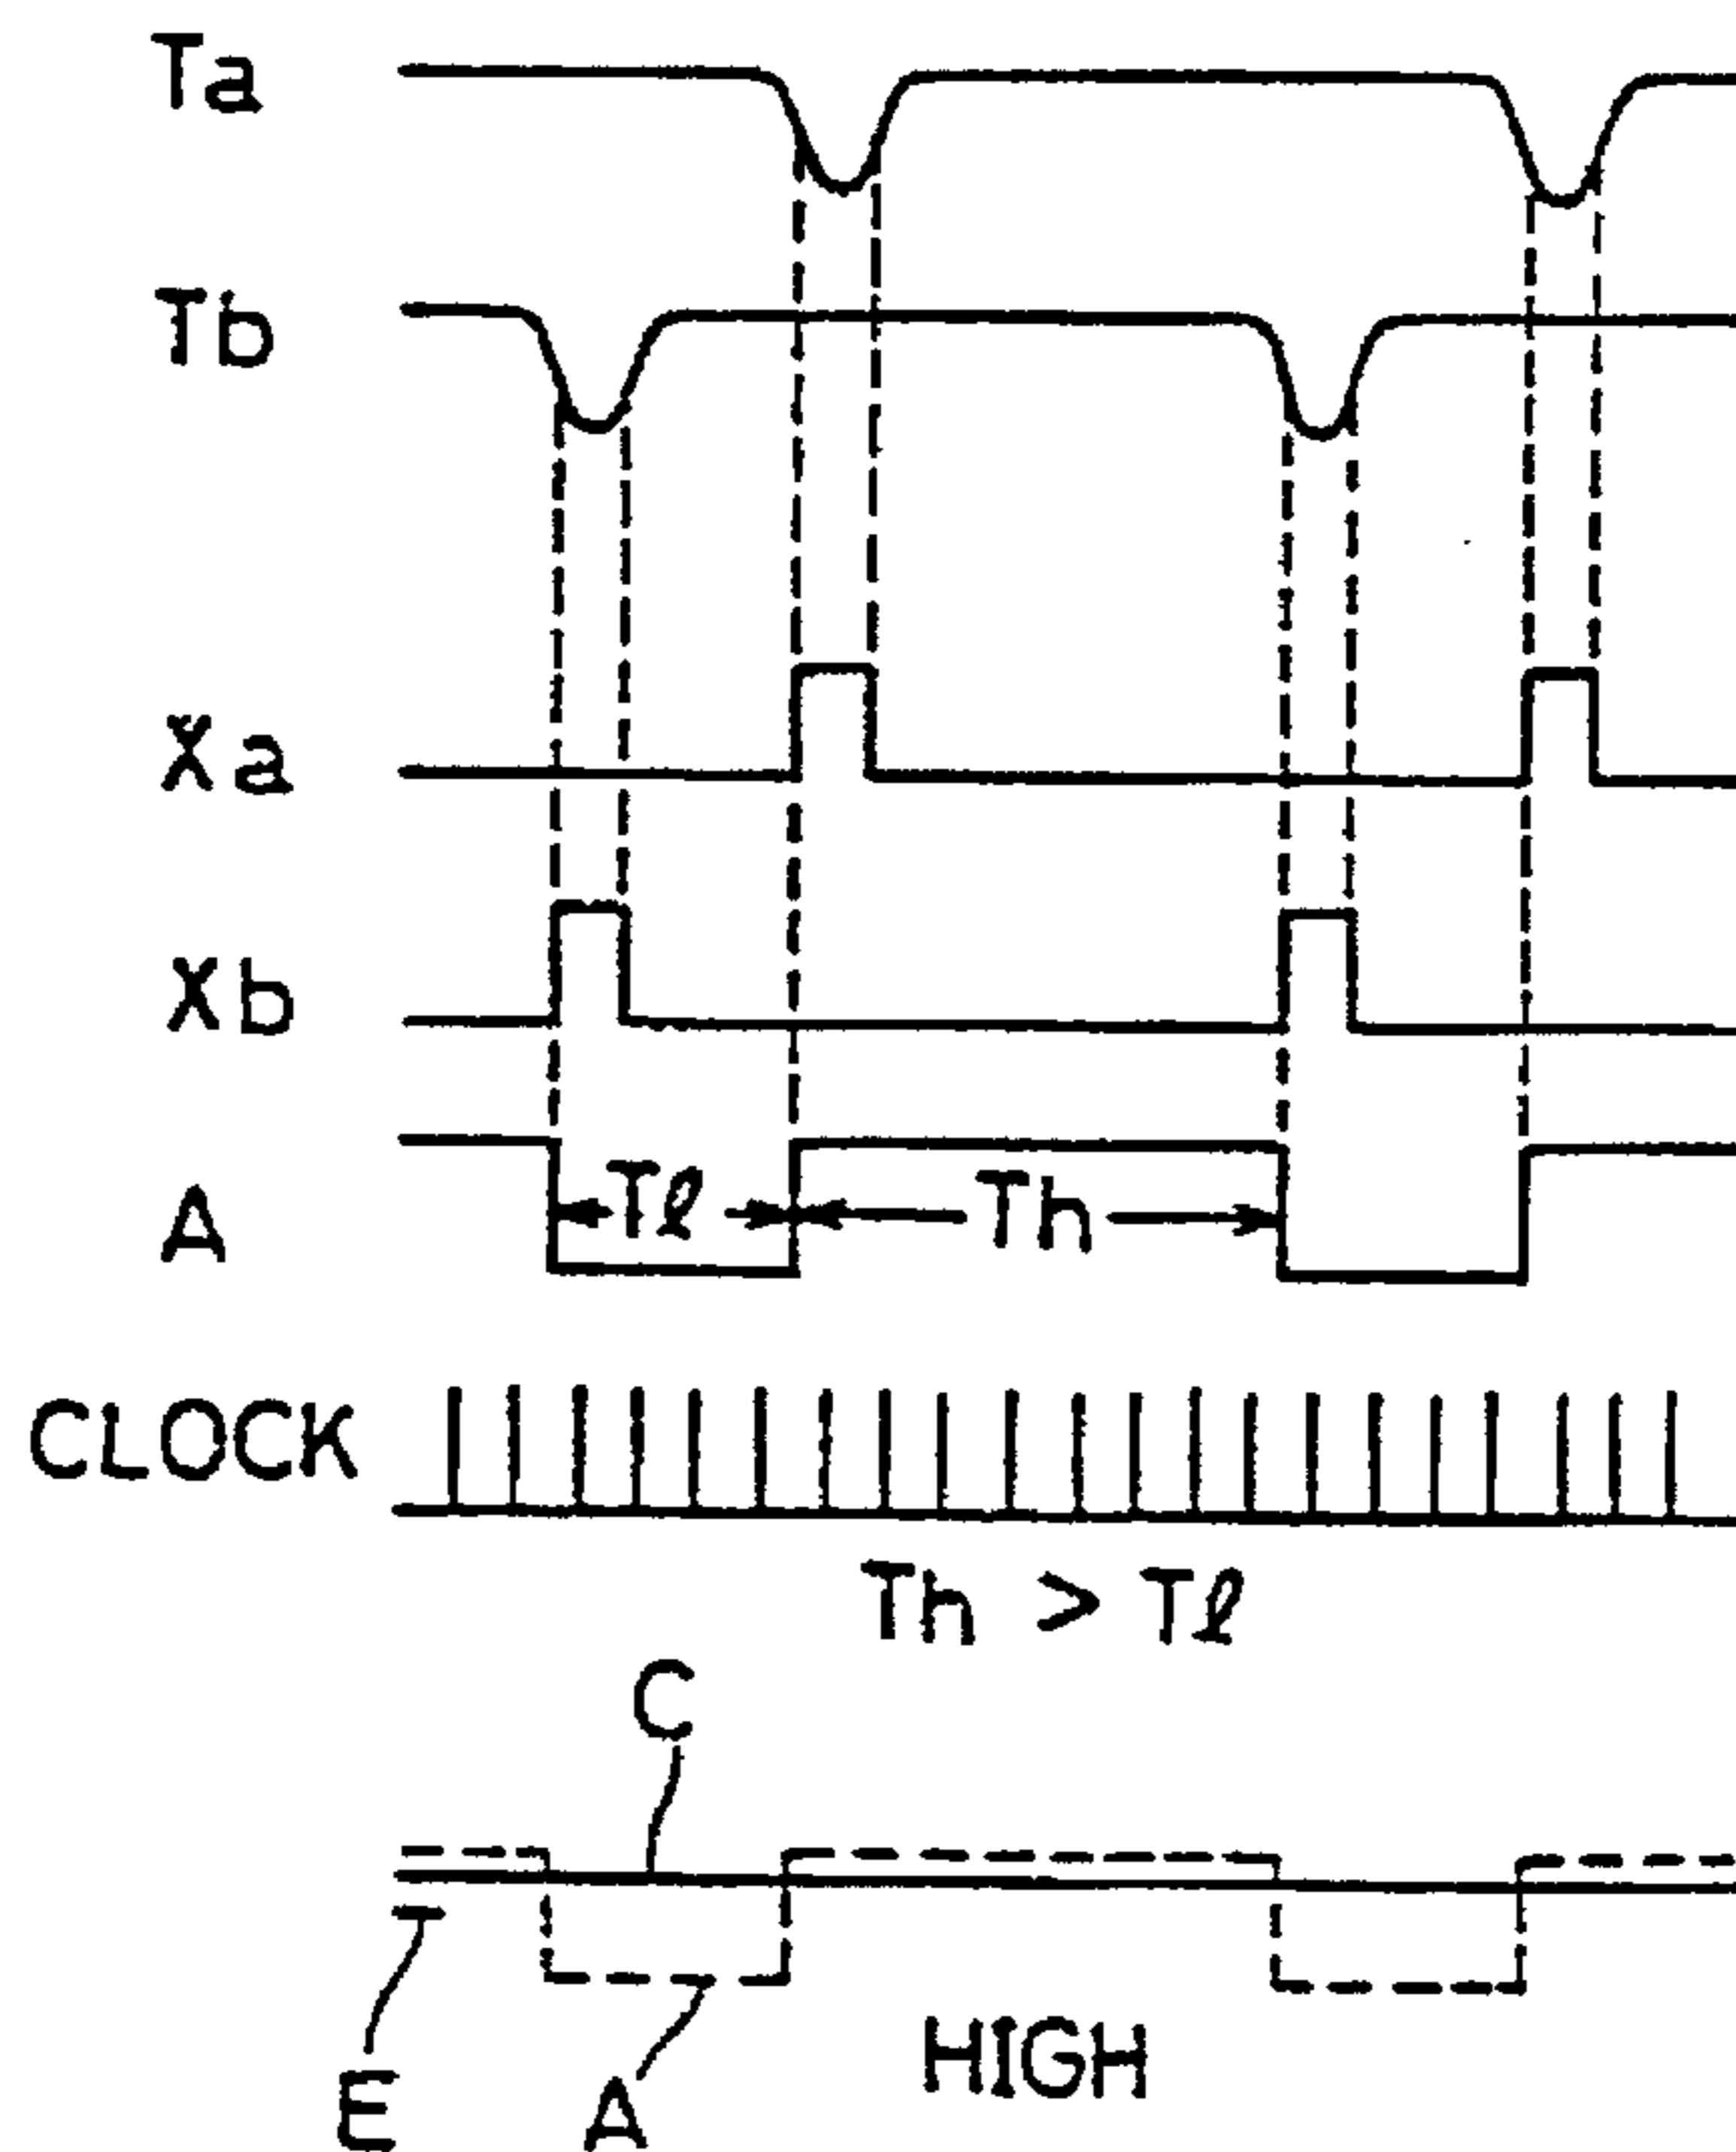 Ta
Tb
Xa
Xb
A
Tℓ Th
CLOCK
Th > Tℓ
C
E
A
HIGH